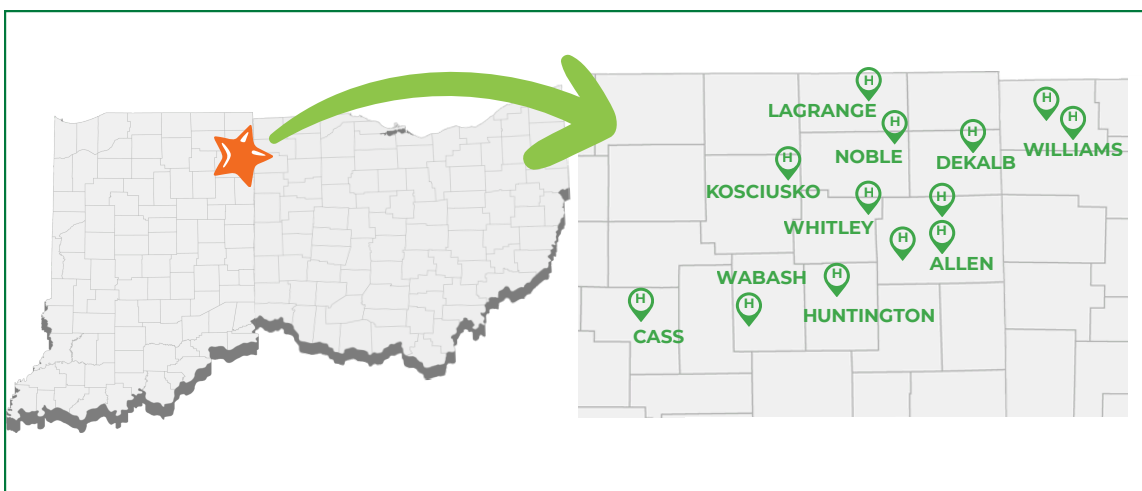 H
LAGRANGE
H
H
H
NOBLE
H
DEKALB
WILLIAMS
H
KOSCIUSKO
H
WHITLEY
H
H
H
ALLEN
WABASH
H
HUNTINGTON
H
H
CASS